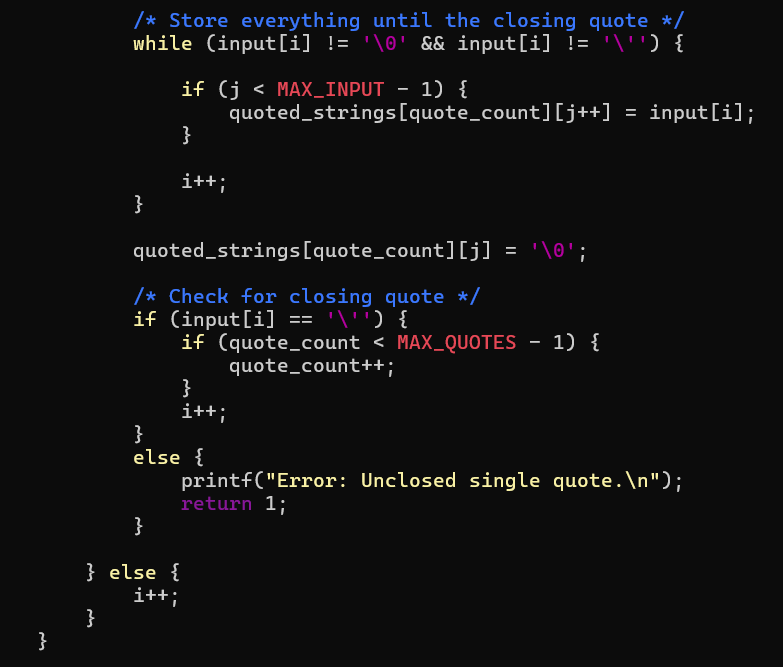 /* Store everything until the closing quote */
while (input[i] != '\0' && input[i] != '\'') {
if (j < MAX_INPUT - 1) {
quoted_strings[quote_count][j++] = input[i];
}
i++;
}
quoted_strings[quote_count][j] = '\0';
/* Check for closing quote */
if (input[i] == '\'') {
if (quote_count < MAX_QUOTES - 1) {
quote_count++;
}
i++;
}
else {
printf("Error: Unclosed single quote.\n");
return 1;
}
} else {
i++;
}
}